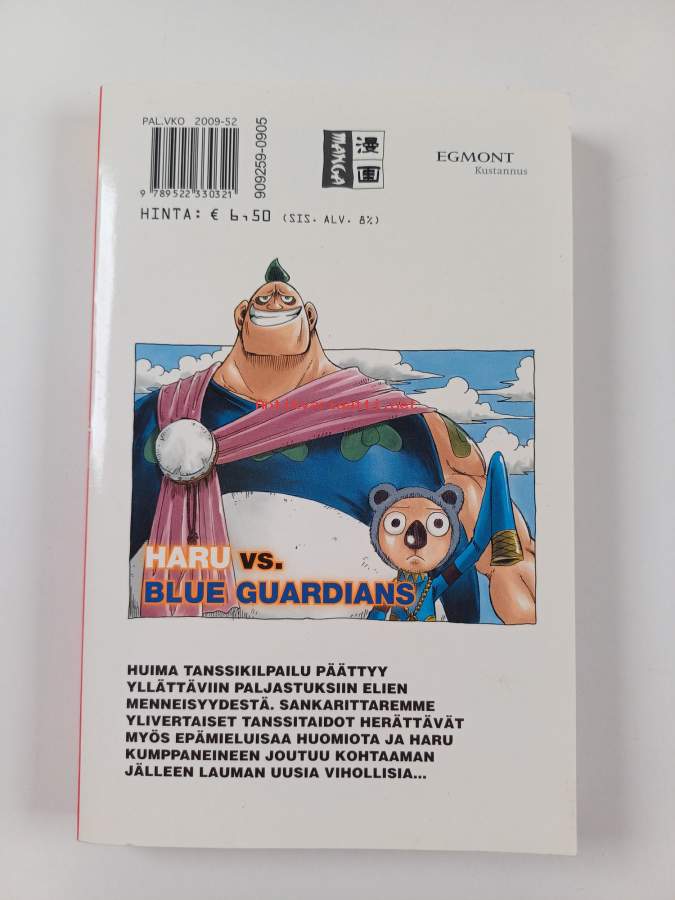 PAL.VKO 2009-52
9 789522 330321
909259-0905
MANGA
漫画
EGMONT
Kustannus
HINTA: € 6,50 (SIS. ALV. 8%)
Antikvariaatti.net
HARU VS.
BLUE GUARDIANS
HUIMA TANSSIKILPAILU PÄÄTTYY
YLLÄTTÄVIIN PALJASTUKSIIN ELIEN
MENNEISYYDESTÄ. SANKARITTAREMME
YLIVERTAISET TANSSITAIDOT HERÄTTÄVÄT
MYÖS EPÄMIELUISAA HUOMIOTA JA HARU
KUMPPANEINEEN JOUTUU KOHTAAMAN
JÄLLEEN LAUMAN UUSIA VIHOLLISIA...